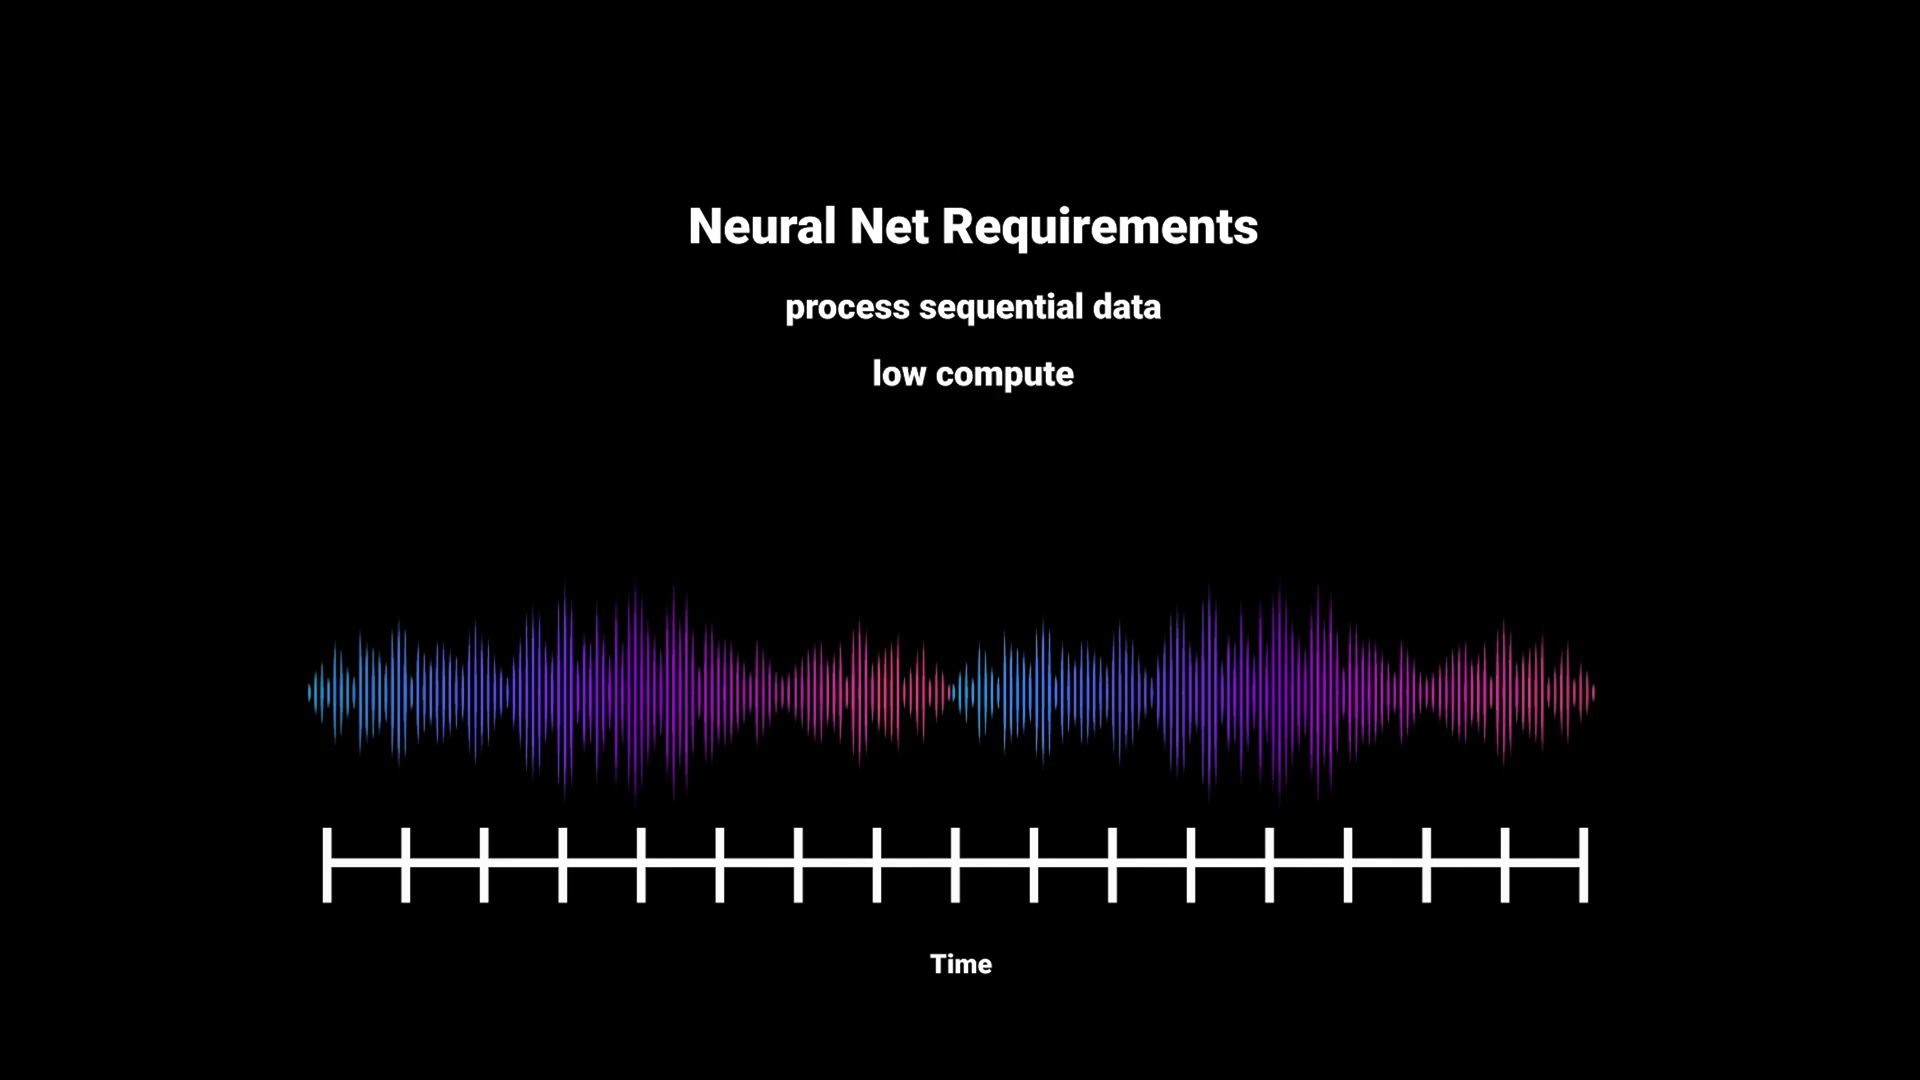 Neural Net Requirements
process sequential data
low compute
Time